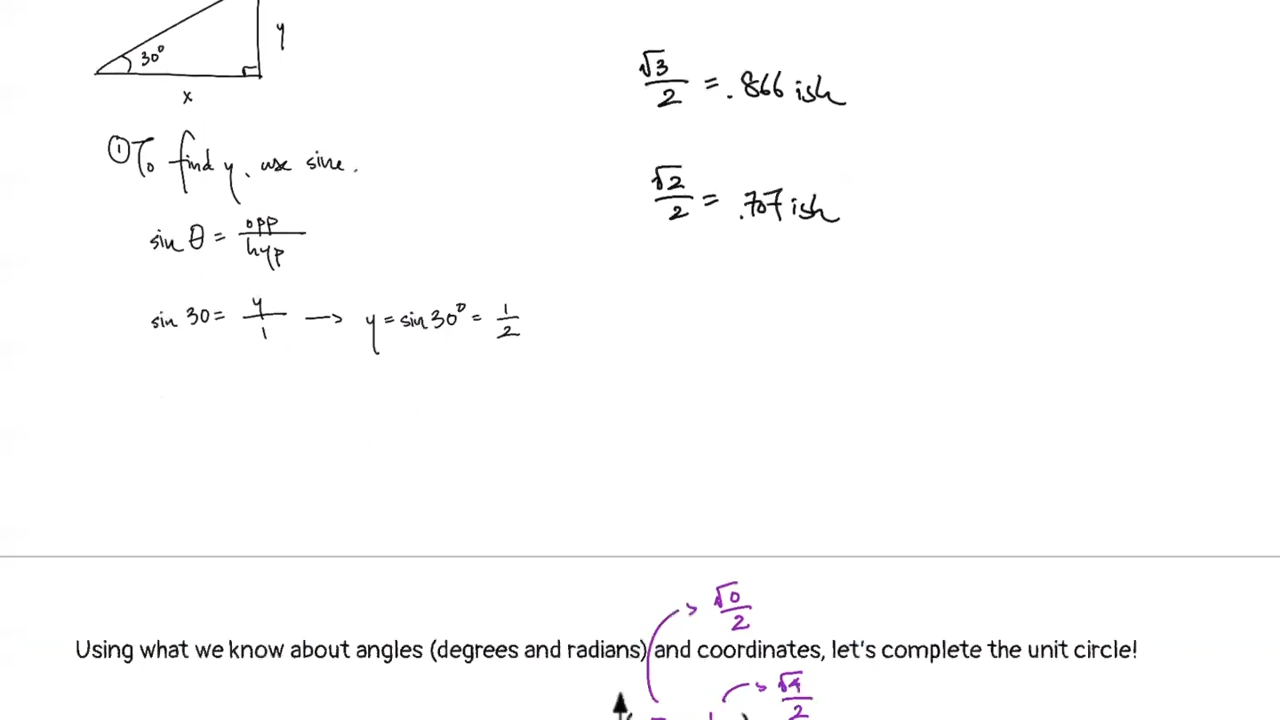 30°
y
x
① To find y, use sine.
sin θ = opp/hyp
sin 30 = y/1 → y = sin 30° = 1/2
√3/2 = .866 ish
√2/2 = .707 ish
√0/2
Using what we know about angles (degrees and radians) and coordinates, let's complete the unit circle!
√4/2